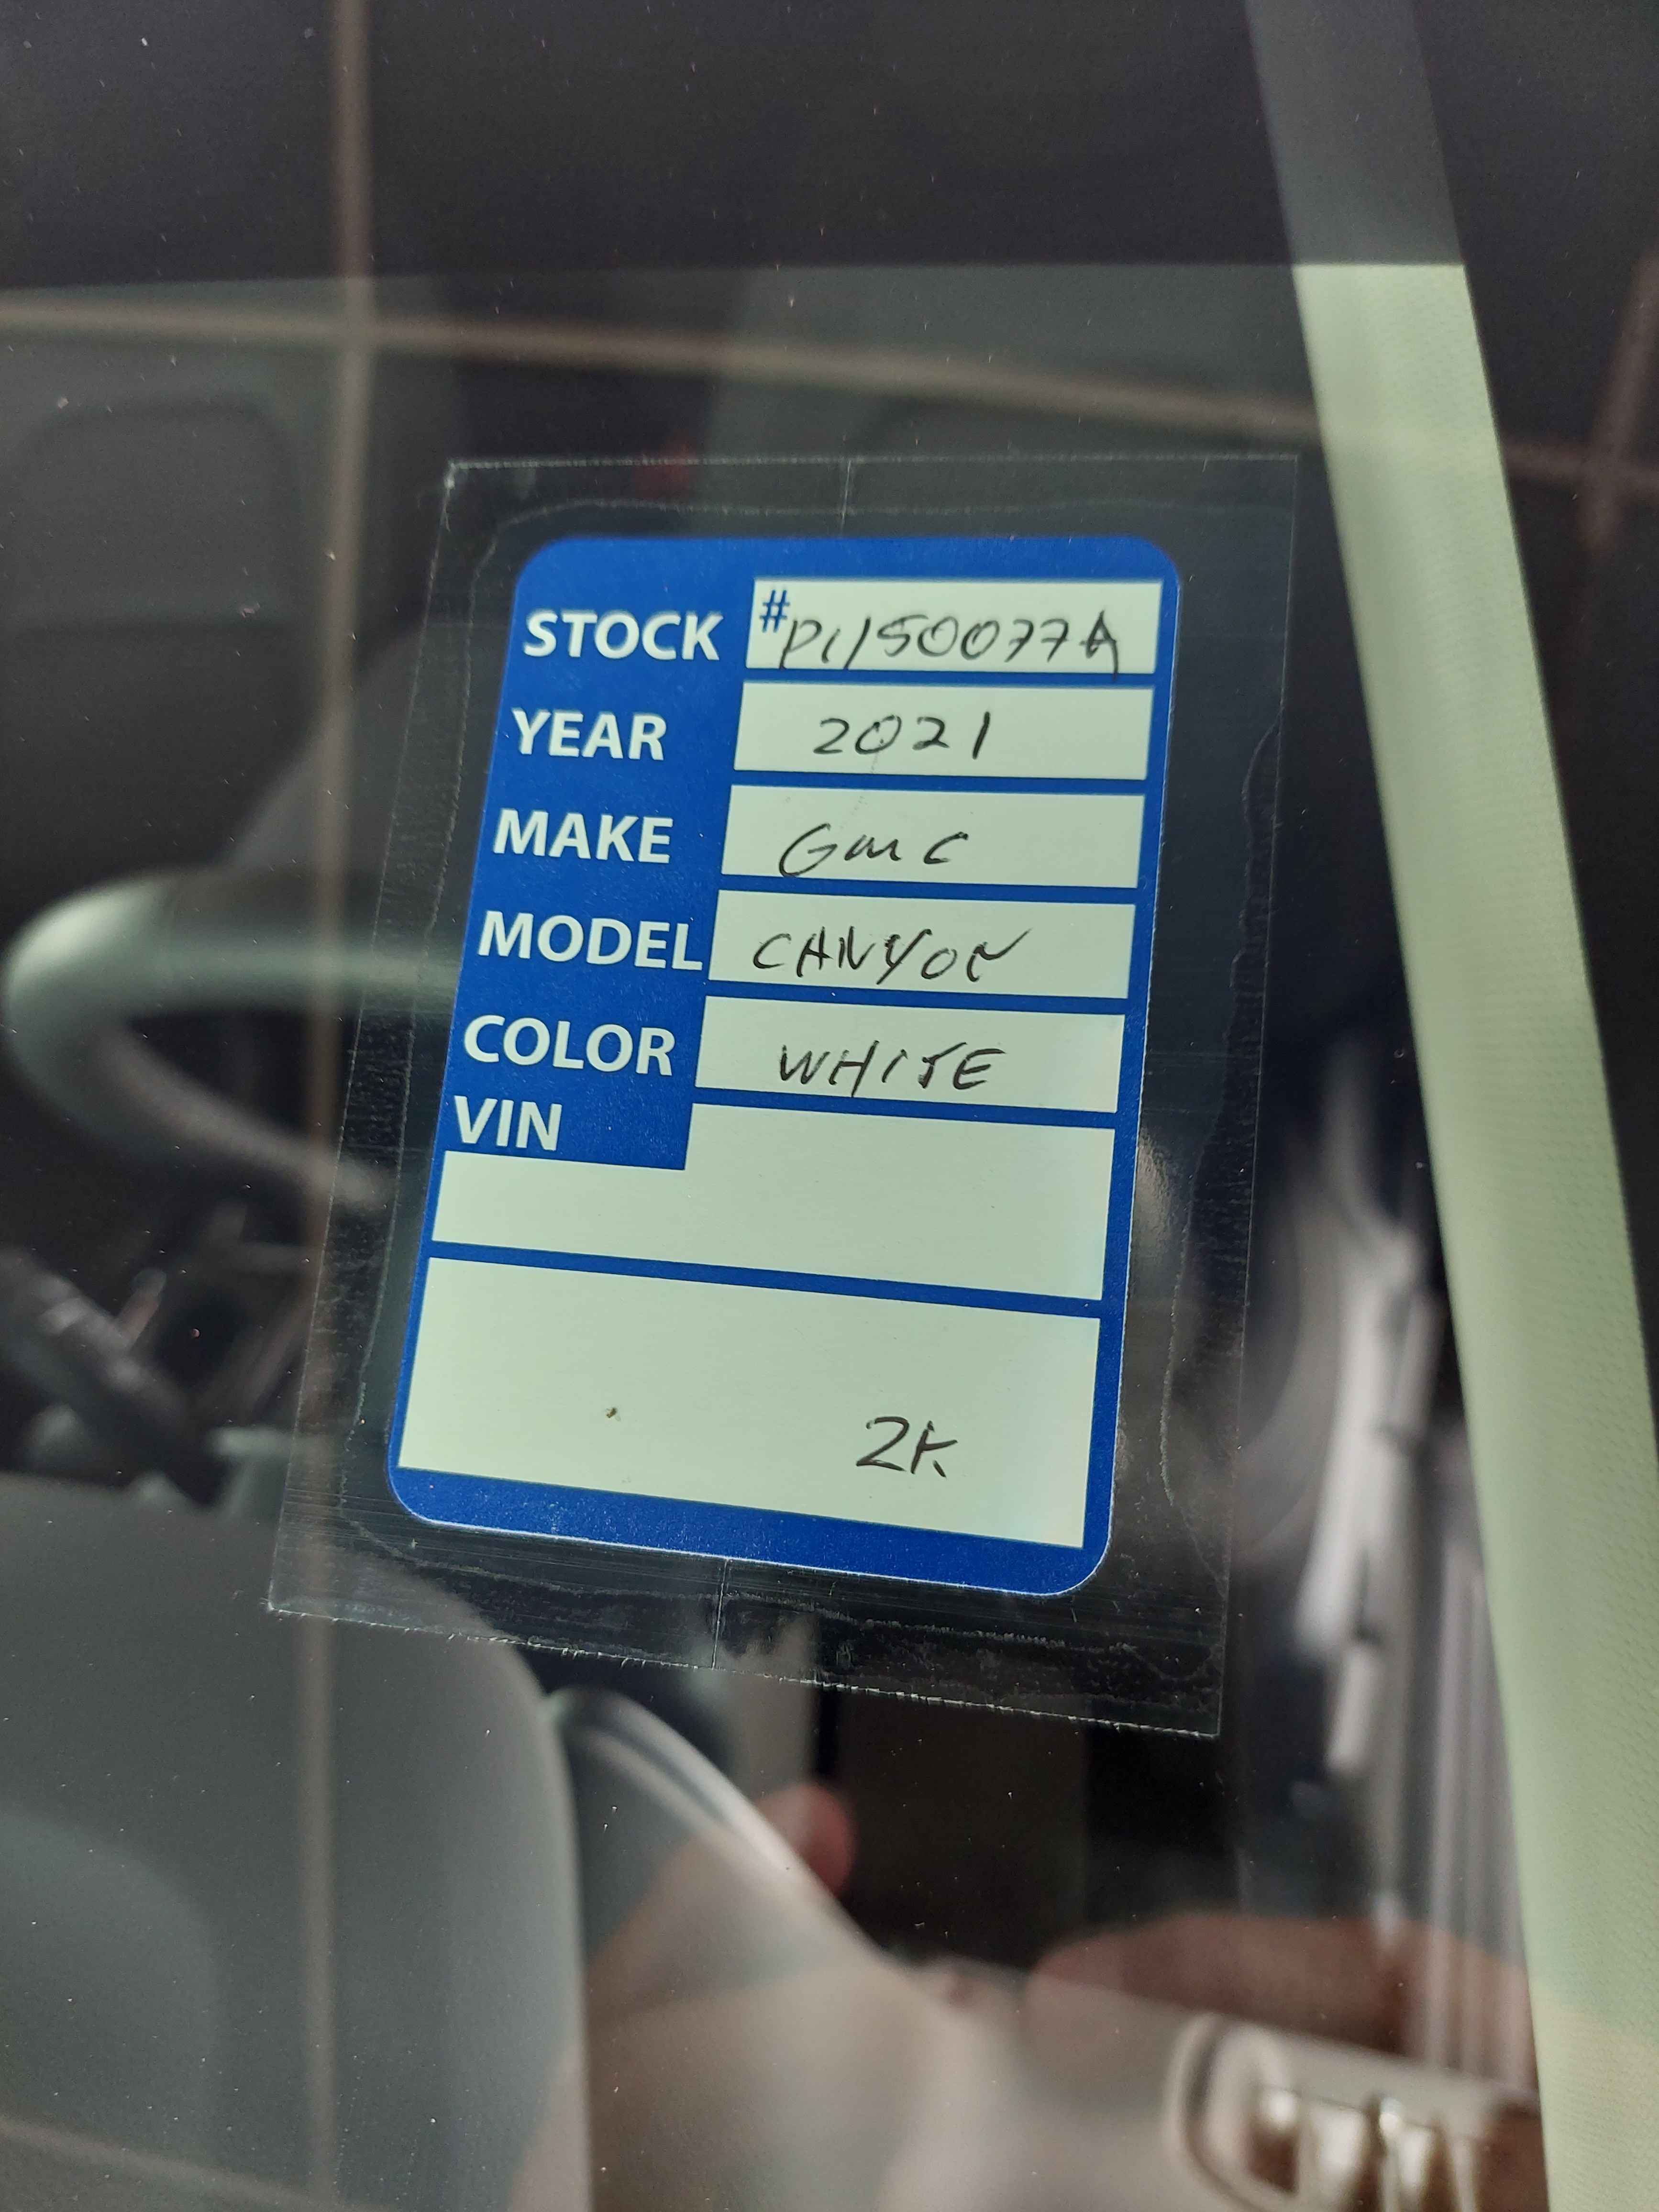 STOCK #P1150077A
YEAR 2021
MAKE GMC
MODEL CANYON
COLOR WHITE
VIN
2K